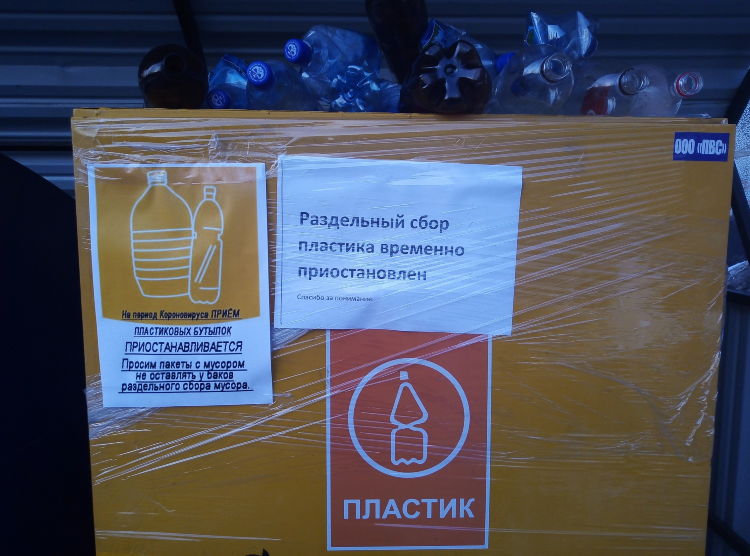 ООО «ПВС»
На период Короновируса ПРИЁМ
ПЛАСТИКОВЫХ БУТЫЛОК
ПРИОСТАНАВЛИВАЕТСЯ
Просим пакеты с мусором
не оставлять у баков
раздельного сбора мусора.
Раздельный сбор
пластика временно
приостановлен
Спасибо за понимание
ПЛАСТИК